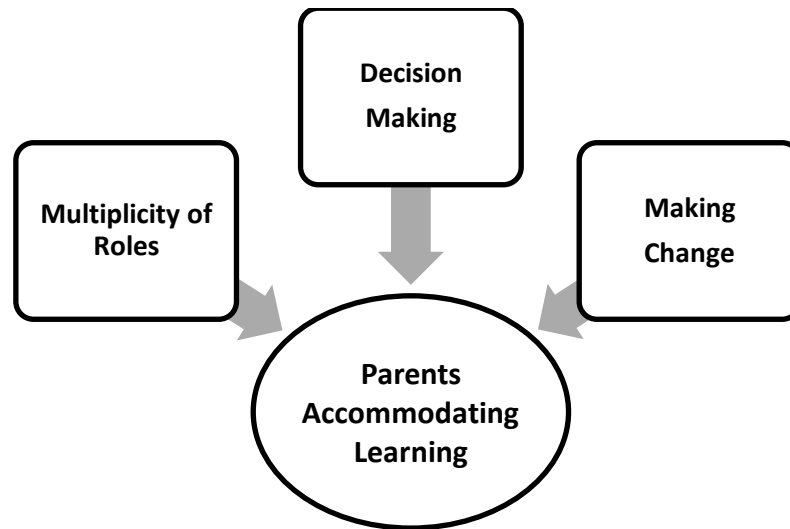 Decision
Making
Multiplicity of
Roles
Making
Change
Parents
Accommodating
Learning